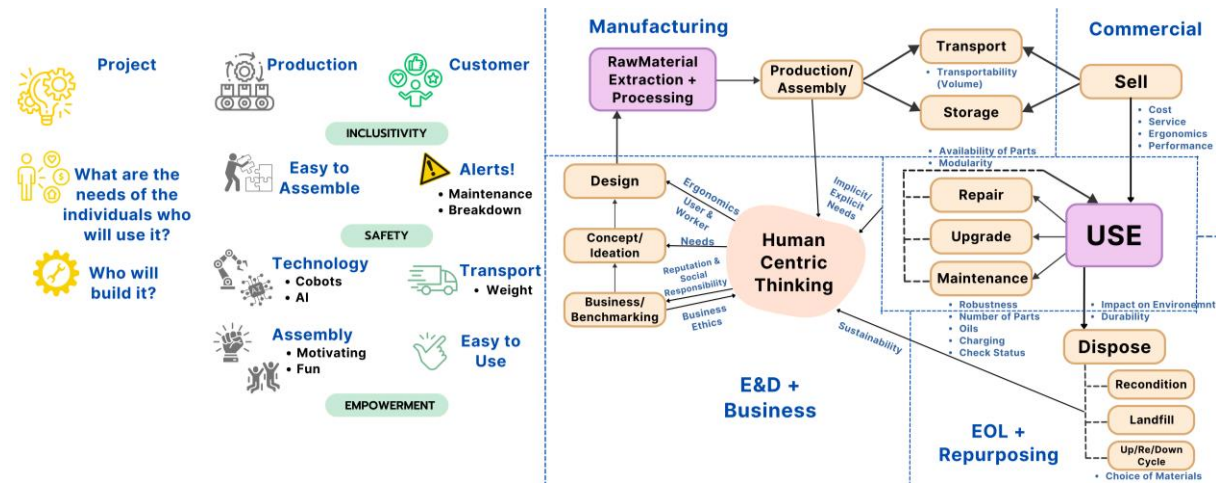 Project
Production
Customer
INCLUSITIVITY
What are the
needs of the
individuals who
will use it?
Easy to
Assemble
Alerts!
• Maintenance
• Breakdown
SAFETY
Who will
build it?
Technology
• Cobots
• AI
Transport
• Weight
Assembly
• Motivating
• Fun
Easy to
Use
EMPOWERMENT
Manufacturing
Commercial
RawMaterial
Extraction +
Processing
Production/
Assembly
Transport
• Transportability
(Volume)
Storage
Sell
• Cost
• Service
• Ergonomics
• Performance
• Availability of Parts
• Modularity
Design
Concept/
Ideation
Business/
Benchmarking
Ergonomics
User &
Worker
Needs
Reputation &
Social
Responsibility
Business
Ethics
Human
Centric
Thinking
Implicit/
Explicit
Needs
Repair
Upgrade
Maintenance
USE
• Robustness
• Number of Parts
• Oils
• Charging
• Check Status
• Impact on Environemnt
• Durability
Sustainability
Dispose
Recondition
Landfill
Up/Re/Down
Cycle
• Choice of Materials
E&D +
Business
EOL +
Repurposing